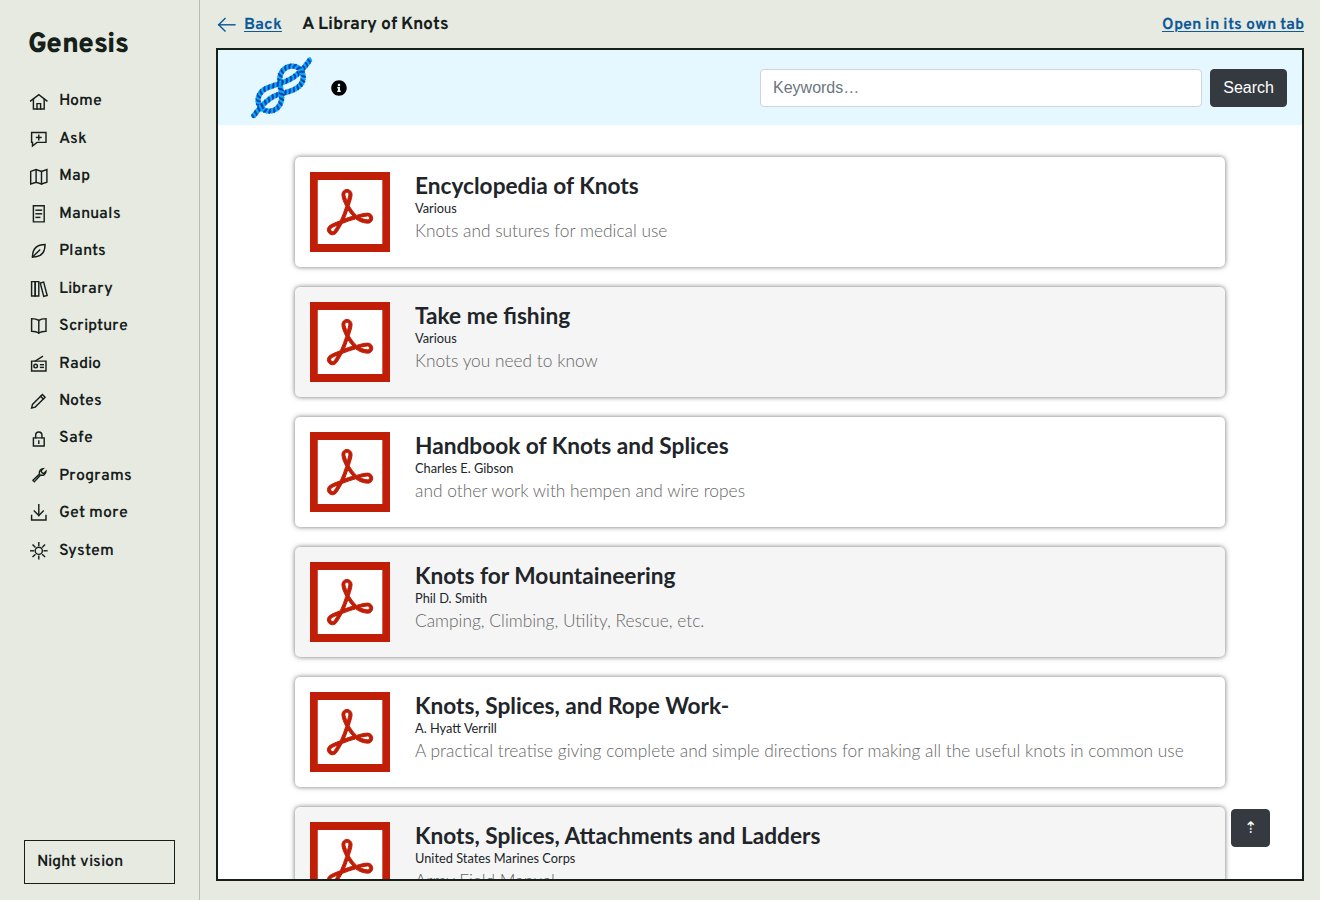 Genesis
Home
Ask
Map
Manuals
Plants
Library
Scripture
Radio
Notes
Safe
Programs
Get more
System
Night vision
Back
A Library of Knots
Open in its own tab
Keywords...
Search
Encyclopedia of Knots
Various
Knots and sutures for medical use
Take me fishing
Various
Knots you need to know
Handbook of Knots and Splices
Charles E. Gibson
and other work with hempen and wire ropes
Knots for Mountaineering
Phil D. Smith
Camping, Climbing, Utility, Rescue, etc.
Knots, Splices, and Rope Work-
A. Hyatt Verrill
A practical treatise giving complete and simple directions for making all the useful knots in common use
Knots, Splices, Attachments and Ladders
United States Marines Corps
Army Field Manual